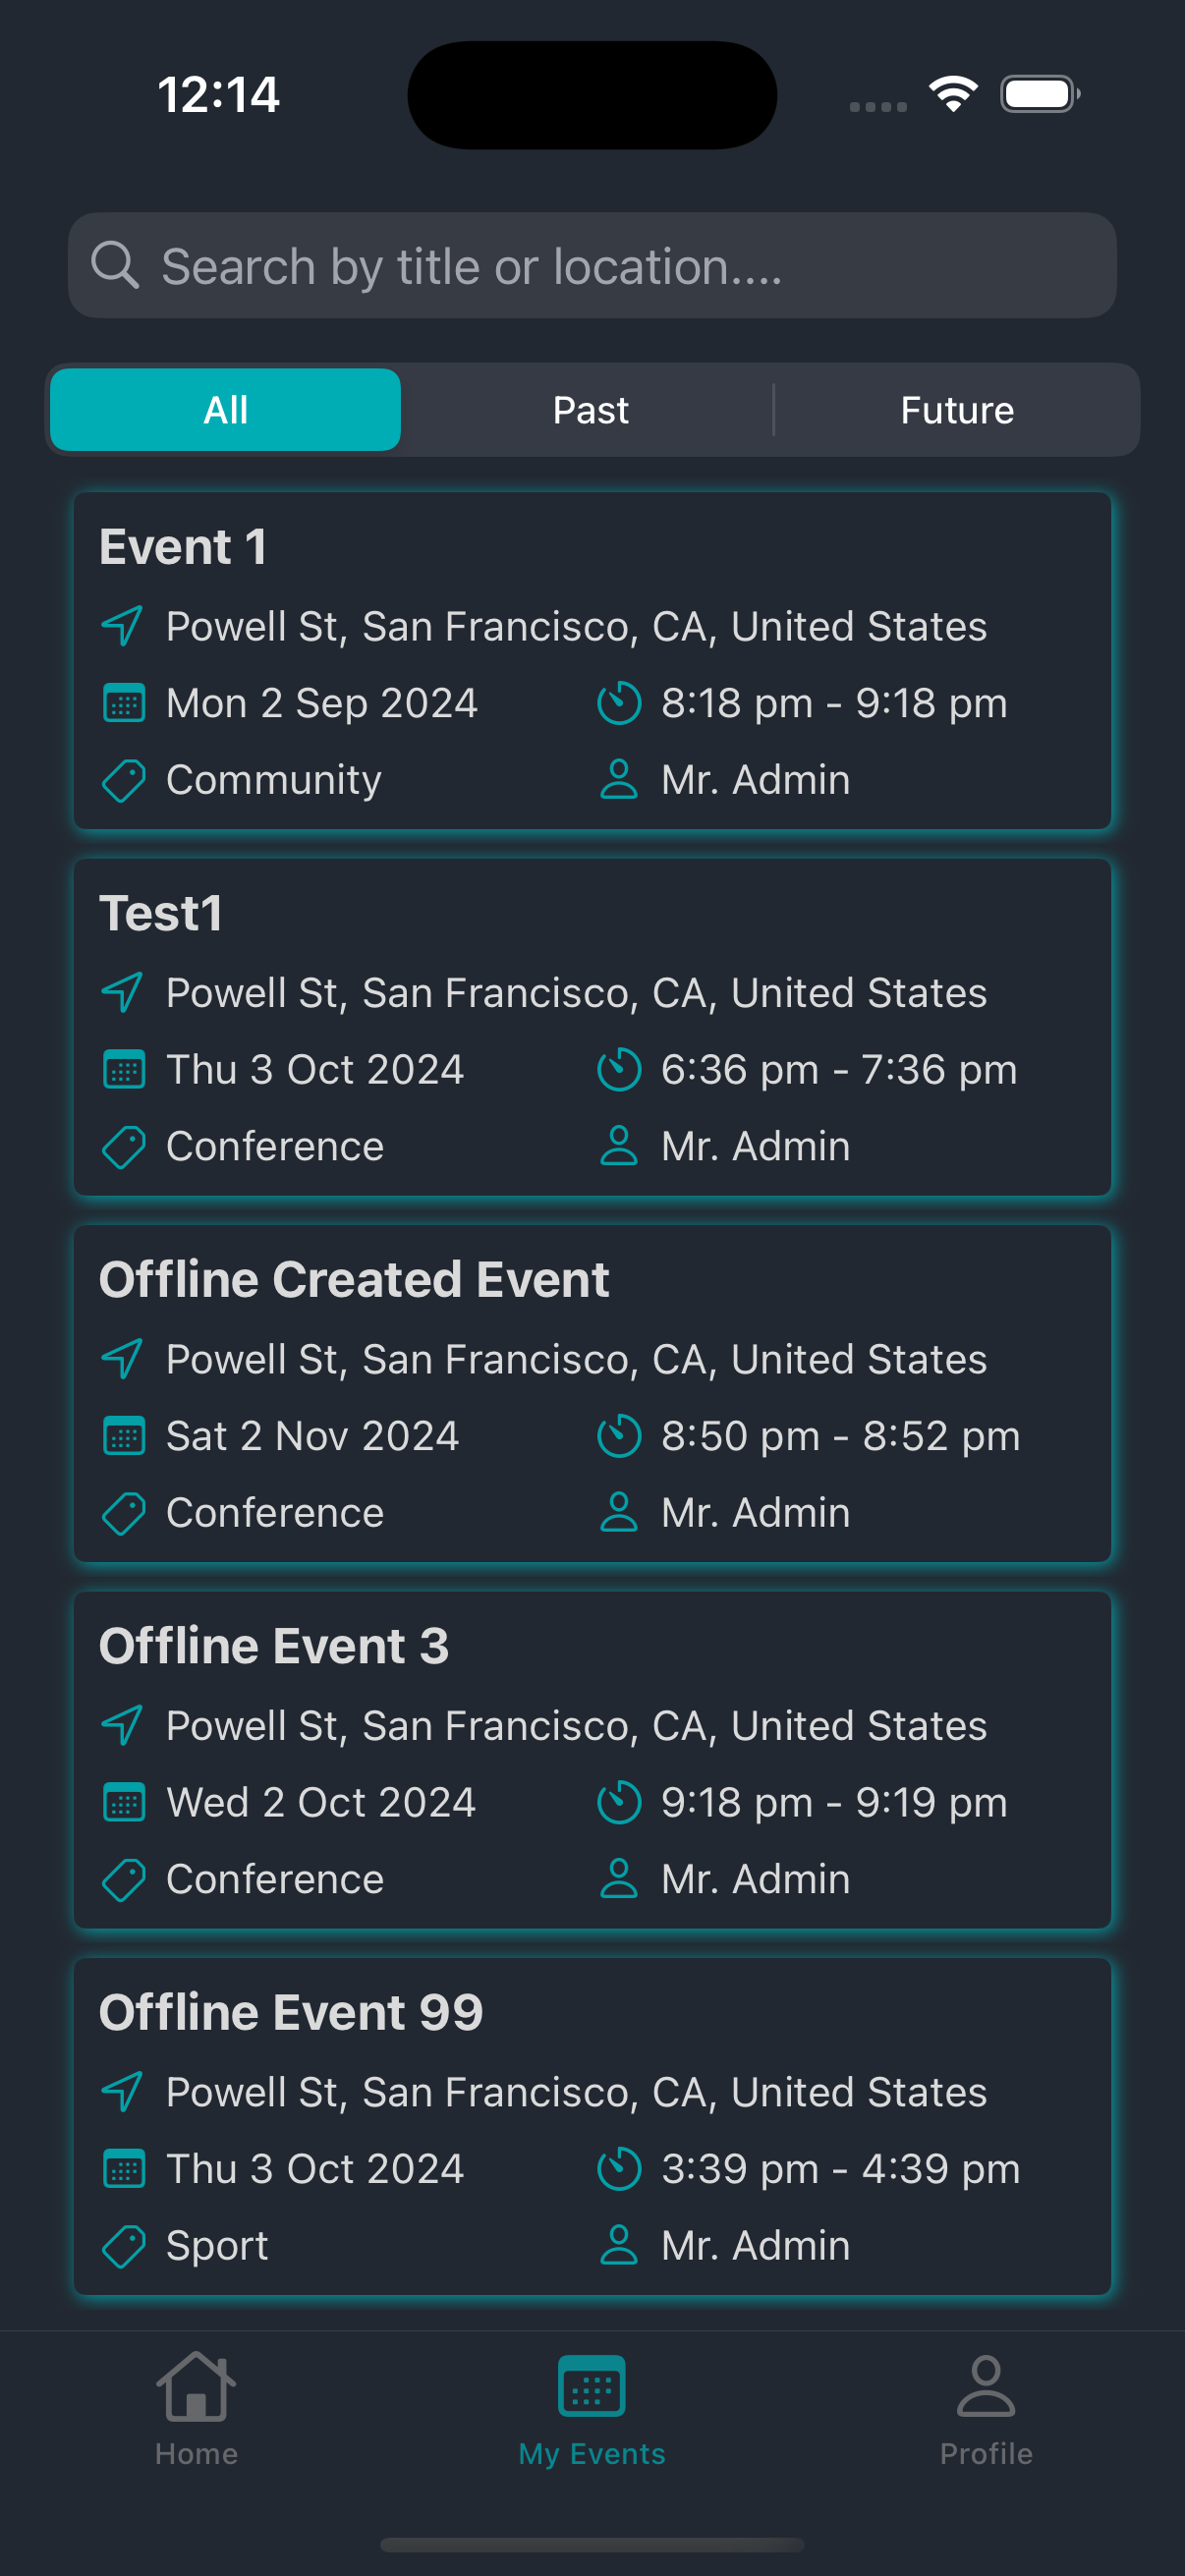 12:14
Search by title or location....
All Past Future
Event 1
Powell St, San Francisco, CA, United States
Mon 2 Sep 2024 8:18 pm - 9:18 pm
Community Mr. Admin
Test1
Powell St, San Francisco, CA, United States
Thu 3 Oct 2024 6:36 pm - 7:36 pm
Conference Mr. Admin
Offline Created Event
Powell St, San Francisco, CA, United States
Sat 2 Nov 2024 8:50 pm - 8:52 pm
Conference Mr. Admin
Offline Event 3
Powell St, San Francisco, CA, United States
Wed 2 Oct 2024 9:18 pm - 9:19 pm
Conference Mr. Admin
Offline Event 99
Powell St, San Francisco, CA, United States
Thu 3 Oct 2024 3:39 pm - 4:39 pm
Sport Mr. Admin
Home My Events Profile